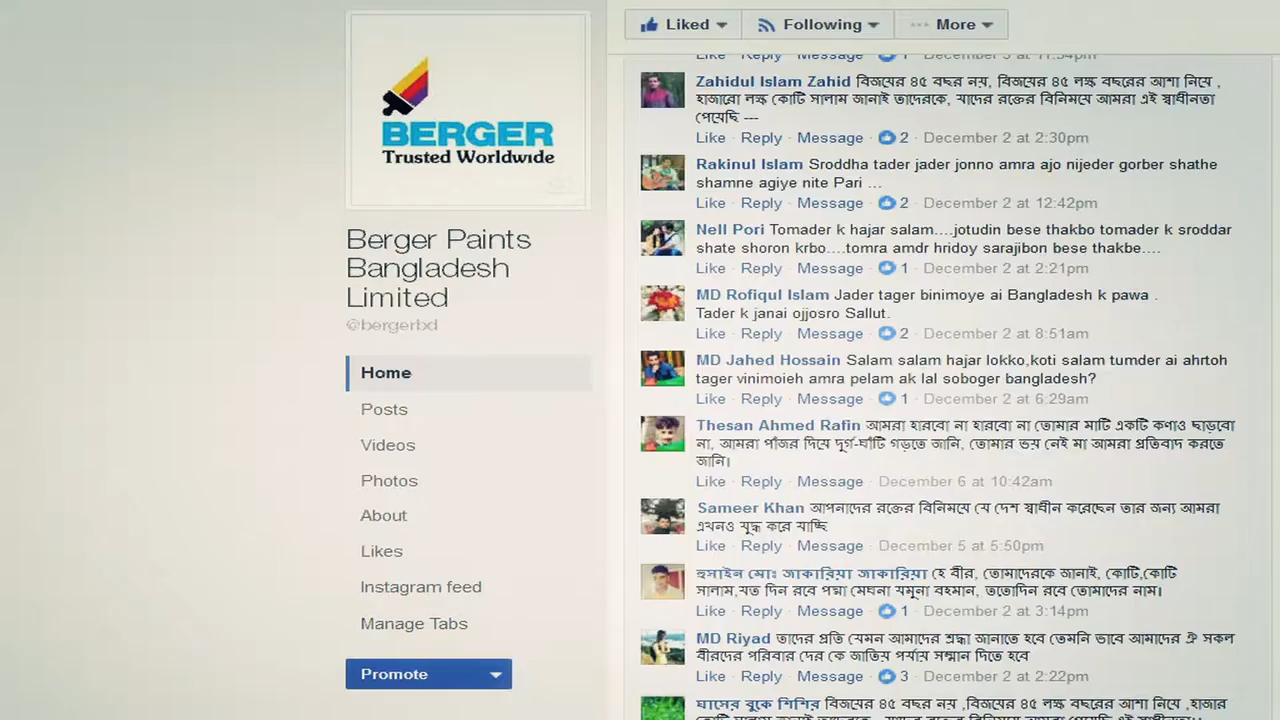 BERGER
Trusted Worldwide
Berger Paints
Bangladesh
Limited
@bergerbd
Home
Posts
Videos
Photos
About
Likes
Instagram feed
Manage Tabs
Promote
Liked
Following
More
Like · Reply · Message · 1 · December 3 at 11:34pm
Zahidul Islam Zahid বিজয়ের ৪৫ বছর নয়, বিজয়ের ৪৫ লক্ষ বছরের আশা নিয়ে ,
হাজারো লক্ষ কোটি সালাম জানাই তাদেরকে, যাদের রক্তের বিনিময়ে আমরা এই স্বাধীনতা
পেয়েছি ---
Like · Reply · Message · 2 · December 2 at 2:30pm
Rakinul Islam Sroddha tader jader jonno amra ajo nijeder gorber shathe
shamne agiye nite Pari ...
Like · Reply · Message · 2 · December 2 at 12:42pm
Nell Pori Tomader k hajar salam....jotudin bese thakbo tomader k sroddar
shate shoron krbo....tomra amdr hridoy sarajibon bese thakbe....
Like · Reply · Message · 1 · December 2 at 2:21pm
MD Rofiqul Islam Jader tager binimoye ai Bangladesh k pawa .
Tader k janai ojjosro Sallut.
Like · Reply · Message · 2 · December 2 at 8:51am
MD Jahed Hossain Salam salam hajar lokko,koti salam tumder ai ahrtoh
tager vinimoieh amra pelam ak lal soboger bangladesh?
Like · Reply · Message · 1 · December 2 at 6:29am
Thesan Ahmed Rafin আমরা হারবো না হারবো না তোমার মাটি একটি কণাও ছাড়বো
না, আমরা পাঁজর দিয়ে দুর্গ-ঘাঁটি গড়তে জানি, তোমার ভয় নেই মা আমরা প্রতিবাদ করতে
জানি।
Like · Reply · Message · December 6 at 10:42am
Sameer Khan আপনাদের রক্তের বিনিময়ে যে দেশ স্বাধীন করেছেন তার জন্য আমরা
এখনও যুদ্ধ করে যাচ্ছি
Like · Reply · Message · December 5 at 5:50pm
হুসাইন মোঃ জাকারিয়া জাকারিয়া হে বীর, তোমাদেরকে জানাই, কোটি,কোটি
সালাম,যত দিন রবে পদ্মা মেঘনা যমুনা বহমান, ততোদিন রবে তোমাদের নাম।
Like · Reply · Message · 1 · December 2 at 3:14pm
MD Riyad তাদের প্রতি যেমন আমাদের শ্রদ্ধা জানাতে হবে তেমনি ভাবে আমাদের ঐ সকল
বীরদের পরিবার দের কে জাতিয় পর্যায় সম্মান দিতে হবে
Like · Reply · Message · 3 · December 2 at 2:22pm
ঘাসের বুকে শিশির বিজয়ের ৪৫ বছর নয় ,বিজয়ের ৪৫ লক্ষ বছরের আশা নিয়ে ,হাজার